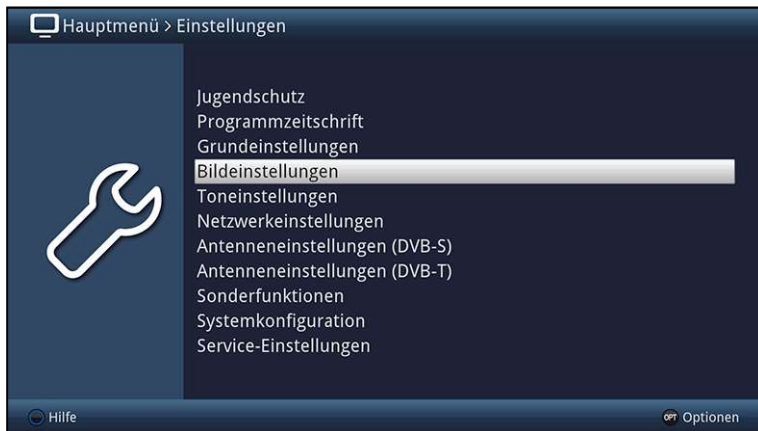 Hauptmenü > Einstellungen
Jugendschutz
Programmzeitschrift
Grundeinstellungen
Bildeinstellungen
Toneinstellungen
Netzwerkeinstellungen
Antenneneinstellungen (DVB-S)
Antenneneinstellungen (DVB-T)
Sonderfunktionen
Systemkonfiguration
Service-Einstellungen
Hilfe
OPT Optionen